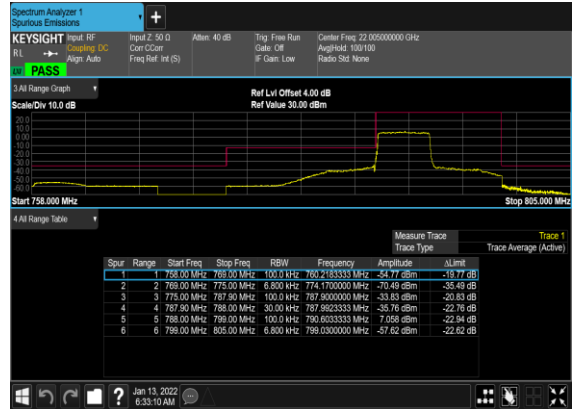 Spectrum Analyzer 1
Spurious Emissions
KEYSIGHT Input: RF Input Z: 50 Ω Atten: 40 dB Trig: Free Run Center Freq: 22.005000000 GHz
RL Coupling: DC Corr CCorr Gate: Off Avg|Hold: 100/100
Align: Auto Freq Ref: Int (S) IF Gain: Low Radio Std: None
PASS
3 All Range Graph
Ref Lvl Offset 4.00 dB
Scale/Div 10.0 dB Ref Value 30.00 dBm
20.0
10.0
0.00
-10.0
-20.0
-30.0
-40.0
-50.0
-60.0
Start 758.000 MHz Stop 805.000 MHz
4 All Range Table
Measure Trace Trace 1
Trace Type Trace Average (Active)
Spur Range Start Freq Stop Freq RBW Frequency Amplitude ΔLimit
1 1 758.00 MHz 769.00 MHz 100.0 kHz 760.2183333 MHz -54.77 dBm -19.77 dB
2 2 769.00 MHz 775.00 MHz 6.800 kHz 774.1700000 MHz -70.49 dBm -35.49 dB
3 3 775.00 MHz 787.90 MHz 100.0 kHz 787.9000000 MHz -33.83 dBm -20.83 dB
4 4 787.90 MHz 788.00 MHz 30.00 kHz 787.9923333 MHz -35.76 dBm -22.76 dB
5 5 788.00 MHz 799.00 MHz 100.0 kHz 790.6033333 MHz 7.058 dBm -22.94 dB
6 6 799.00 MHz 805.00 MHz 6.800 kHz 799.0300000 MHz -57.62 dBm -22.62 dB
Jan 13, 2022
6:33:10 AM